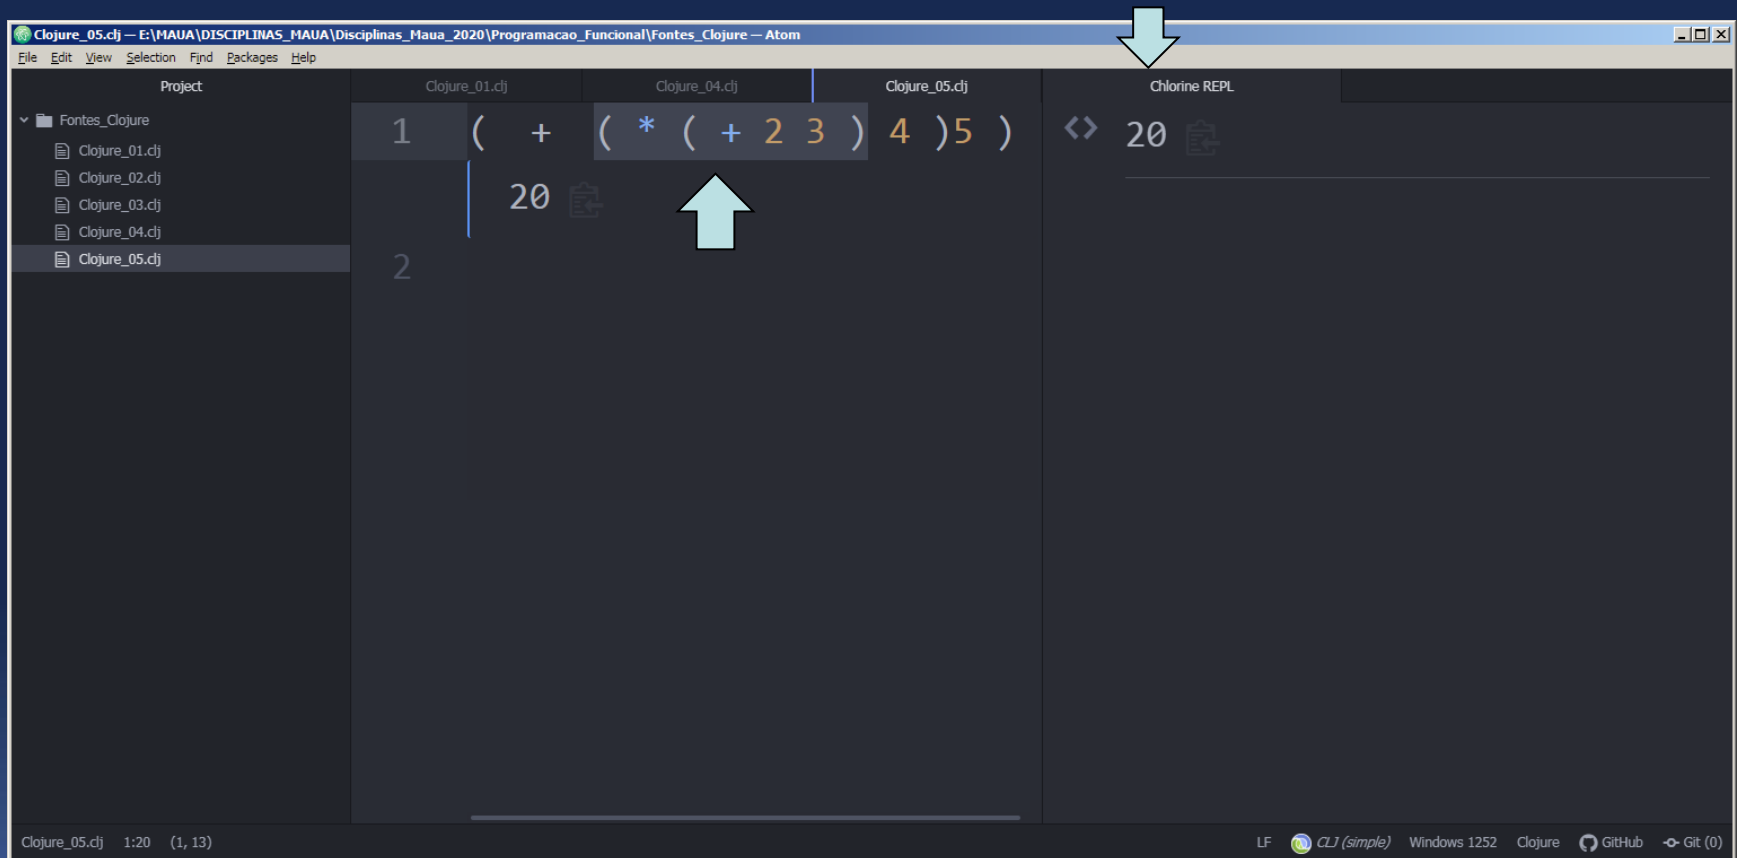 Clojure_05.clj — E:\MAUA\DISCIPLINAS_MAUA\Disciplinas_Maua_2020\Programacao_Funcional\Fontes_Clojure — Atom
File Edit View Selection Find Packages Help
Project
Fontes_Clojure
Clojure_01.clj
Clojure_02.clj
Clojure_03.clj
Clojure_04.clj
Clojure_05.clj
Clojure_01.clj Clojure_04.clj Clojure_05.clj
1 ( + ( * ( + 2 3 ) 4 )5 )
20
2
Chlorine REPL
<> 20
Clojure_05.clj 1:20 (1, 13)
LF CLJ (simple) Windows 1252 Clojure GitHub Git (0)